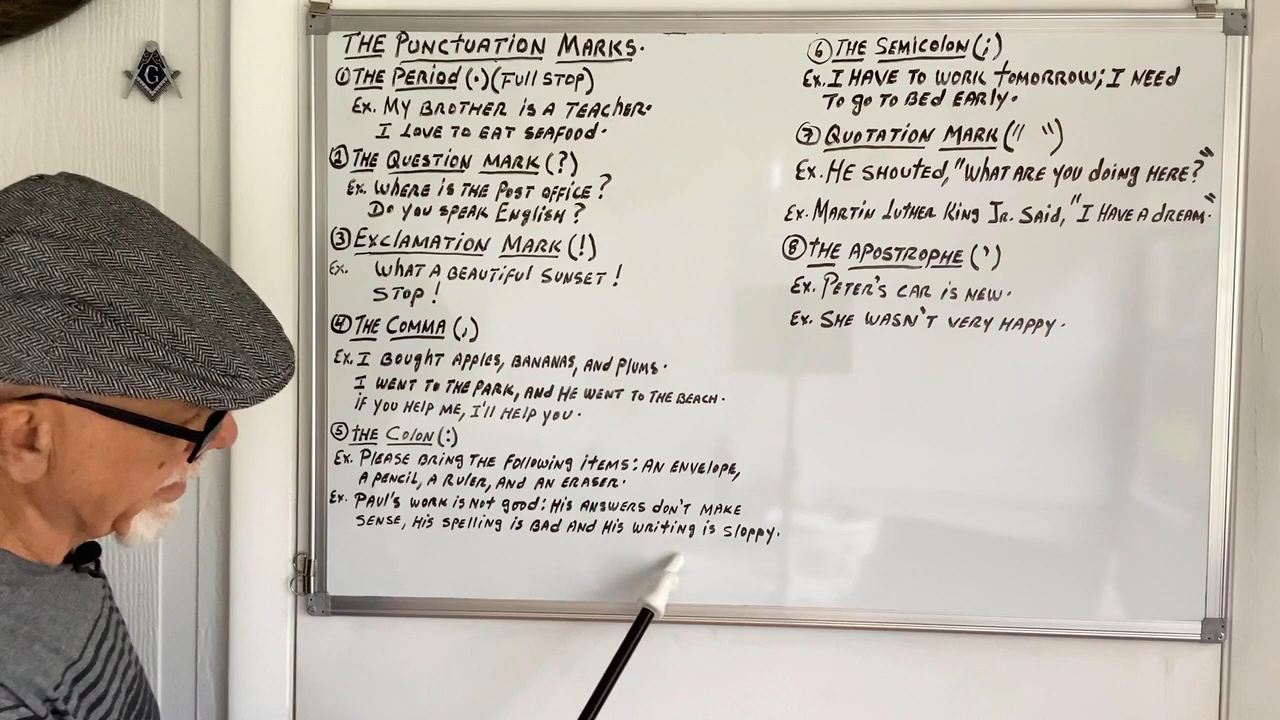 G
THE PUNCTUATION MARKS.
① THE PERIOD (.) (FULL STOP)
Ex. MY BROTHER IS A TEACHER.
I LOVE TO EAT SEAFOOD.
② THE QUESTION MARK (?)
Ex. WHERE IS THE POST OFFICE?
DO YOU SPEAK ENGLISH?
③ EXCLAMATION MARK (!)
Ex. WHAT A BEAUTIFUL SUNSET!
STOP!
④ THE COMMA (,)
Ex. I BOUGHT APPLES, BANANAS, AND PLUMS.
I WENT TO THE PARK, AND HE WENT TO THE BEACH.
IF YOU HELP ME, I'LL HELP YOU.
⑤ THE COLON (:)
Ex. PLEASE BRING THE FOLLOWING ITEMS: AN ENVELOPE,
A PENCIL, A RULER, AND AN ERASER.
Ex. PAUL'S WORK IS NOT GOOD: HIS ANSWERS DON'T MAKE
SENSE, HIS SPELLING IS BAD AND HIS WRITING IS SLOPPY.
⑥ THE SEMICOLON (;)
Ex. I HAVE TO WORK TOMORROW; I NEED
TO GO TO BED EARLY.
⑦ QUOTATION MARK (" ")
Ex. HE SHOUTED, "WHAT ARE YOU DOING HERE?"
Ex. MARTIN LUTHER KING JR. SAID, "I HAVE A DREAM."
⑧ THE APOSTROPHE (')
Ex. PETER'S CAR IS NEW.
Ex. SHE WASN'T VERY HAPPY.